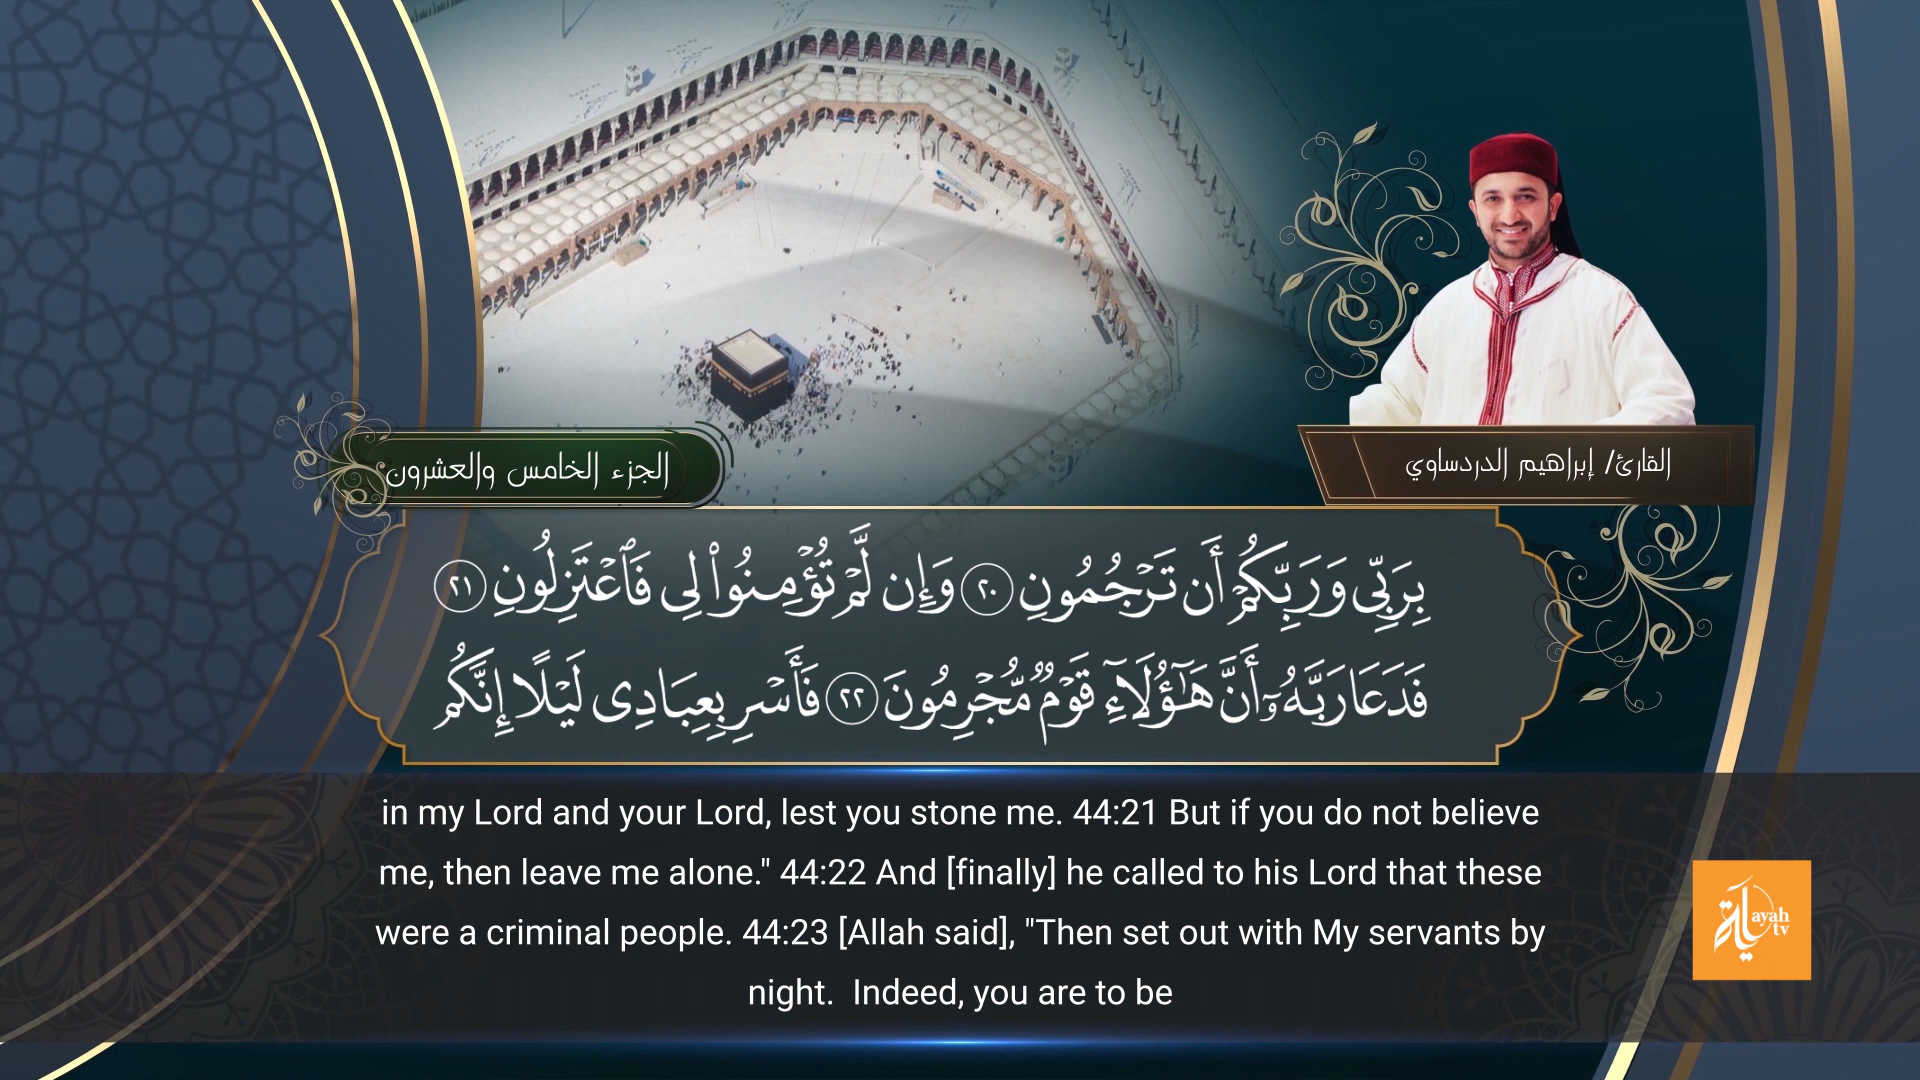 الجزء الخامس والعشرون
القارئ/ إبراهيم الدردساوي
بِرَبِّى وَرَبِّكُمْ أَن تَرْجُمُونِ ٢٠ وَإِن لَّمْ تُؤْمِنُوا۟ لِى فَٱعْتَزِلُونِ ٢١
فَدَعَا رَبَّهُۥٓ أَنَّ هَـٰٓؤُلَآءِ قَوْمٌ مُّجْرِمُونَ ٢٢ فَأَسْرِ بِعِبَادِى لَيْلًا إِنَّكُم
in my Lord and your Lord, lest you stone me. 44:21 But if you do not believe
me, then leave me alone." 44:22 And [finally] he called to his Lord that these
were a criminal people. 44:23 [Allah said], "Then set out with My servants by
night.  Indeed, you are to be
آية
ayah
tv